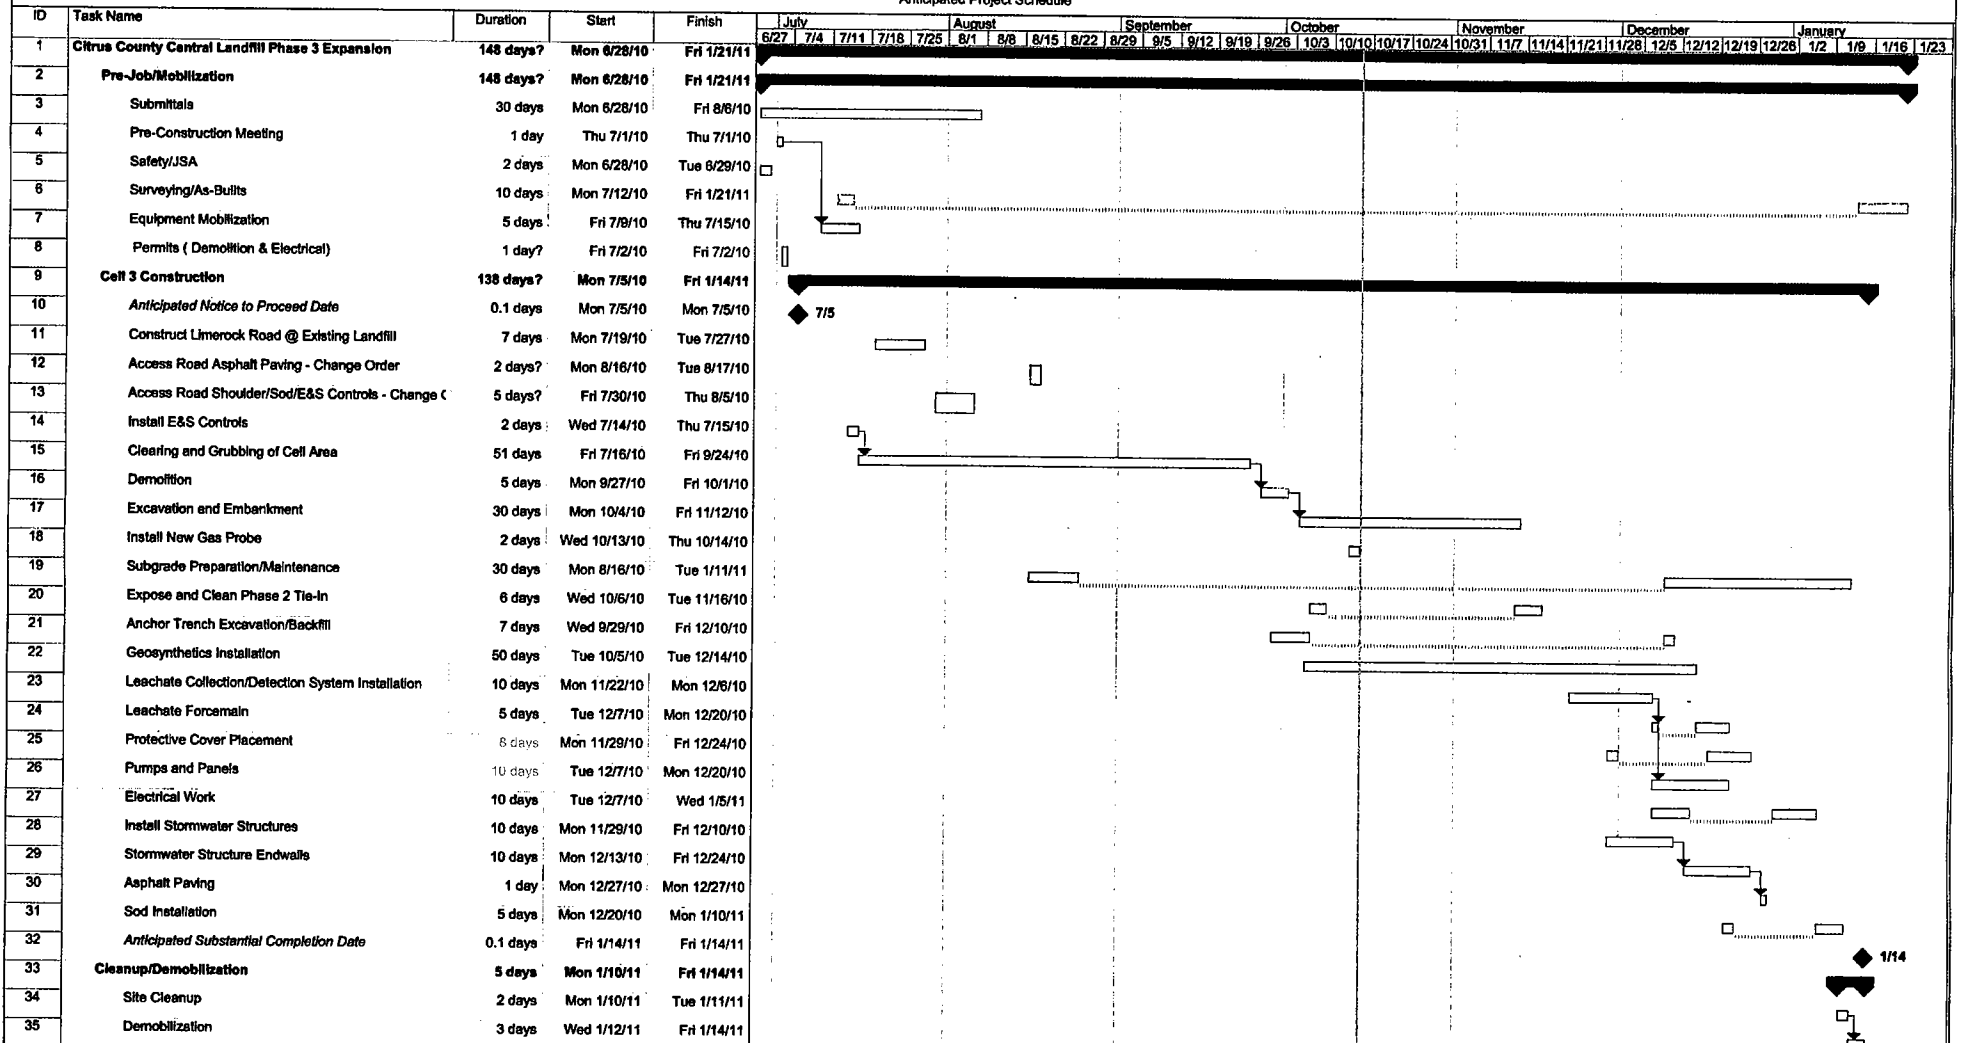 Anticipated Project Schedule
ID Task Name Duration Start Finish July August September October November December January
6/27 7/4 7/11 7/18 7/25 8/1 8/8 8/15 8/22 8/29 9/5 9/12 9/19 9/26 10/3 10/10 10/17 10/24 10/31 11/7 11/14 11/21 11/28 12/5 12/12 12/19 12/26 1/2 1/9 1/16 1/23
1 Citrus County Central Landfill Phase 3 Expansion 148 days? Mon 6/28/10 Fri 1/21/11
2 Pre-Job/Mobilization 148 days? Mon 6/28/10 Fri 1/21/11
3 Submittals 30 days Mon 6/28/10 Fri 8/6/10
4 Pre-Construction Meeting 1 day Thu 7/1/10 Thu 7/1/10
5 Safety/JSA 2 days Mon 6/28/10 Tue 6/29/10
6 Surveying/As-Builts 10 days Mon 7/12/10 Fri 1/21/11
7 Equipment Mobilization 5 days Fri 7/9/10 Thu 7/15/10
8 Permits ( Demolition & Electrical) 1 day? Fri 7/2/10 Fri 7/2/10
9 Cell 3 Construction 138 days? Mon 7/5/10 Fri 1/14/11
10 Anticipated Notice to Proceed Date 0.1 days Mon 7/5/10 Mon 7/5/10 7/5
11 Construct Limerock Road @ Existing Landfill 7 days Mon 7/19/10 Tue 7/27/10
12 Access Road Asphalt Paving - Change Order 2 days? Mon 8/16/10 Tue 8/17/10
13 Access Road Shoulder/Sod/E&S Controls - Change 5 days? Fri 7/30/10 Thu 8/5/10
14 Install E&S Controls 2 days Wed 7/14/10 Thu 7/15/10
15 Clearing and Grubbing of Cell Area 51 days Fri 7/16/10 Fri 9/24/10
16 Demolition 5 days Mon 9/27/10 Fri 10/1/10
17 Excavation and Embankment 30 days Mon 10/4/10 Fri 11/12/10
18 Install New Gas Probe 2 days Wed 10/13/10 Thu 10/14/10
19 Subgrade Preparation/Maintenance 30 days Mon 8/16/10 Tue 1/11/11
20 Expose and Clean Phase 2 Tie-In 6 days Wed 10/6/10 Tue 11/16/10
21 Anchor Trench Excavation/Backfill 7 days Wed 9/29/10 Fri 12/10/10
22 Geosynthetics Installation 50 days Tue 10/5/10 Tue 12/14/10
23 Leachate Collection/Detection System Installation 10 days Mon 11/22/10 Mon 12/6/10
24 Leachate Forcemain 5 days Tue 12/7/10 Mon 12/20/10
25 Protective Cover Placement 8 days Mon 11/29/10 Fri 12/24/10
26 Pumps and Panels 10 days Tue 12/7/10 Mon 12/20/10
27 Electrical Work 10 days Tue 12/7/10 Wed 1/5/11
28 Install Stormwater Structures 10 days Mon 11/29/10 Fri 12/10/10
29 Stormwater Structure Endwalls 10 days Mon 12/13/10 Fri 12/24/10
30 Asphalt Paving 1 day Mon 12/27/10 Mon 12/27/10
31 Sod Installation 5 days Mon 12/20/10 Mon 1/10/11
32 Anticipated Substantial Completion Date 0.1 days Fri 1/14/11 Fri 1/14/11 1/14
33 Cleanup/Demobilization 5 days Mon 1/10/11 Fri 1/14/11
34 Site Cleanup 2 days Mon 1/10/11 Tue 1/11/11
35 Demobilization 3 days Wed 1/12/11 Fri 1/14/11